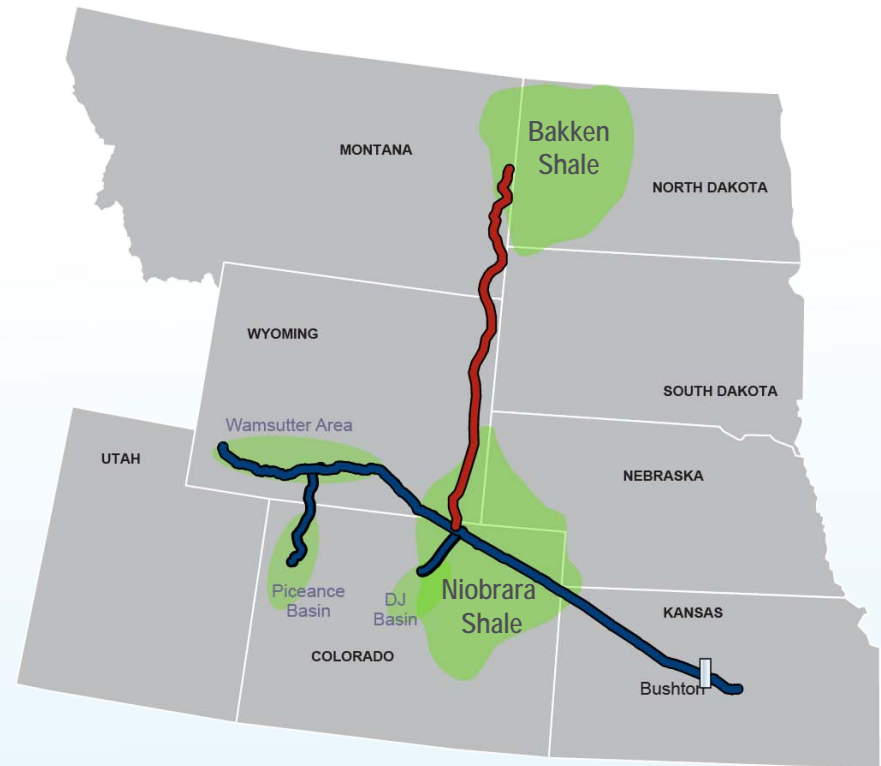 Bakken
Shale
MONTANA
NORTH DAKOTA
WYOMING
SOUTH DAKOTA
Wamsutter Area
UTAH
NEBRASKA
Piceance
Basin
DJ
Basin
Niobrara
Shale
KANSAS
COLORADO
Bushton